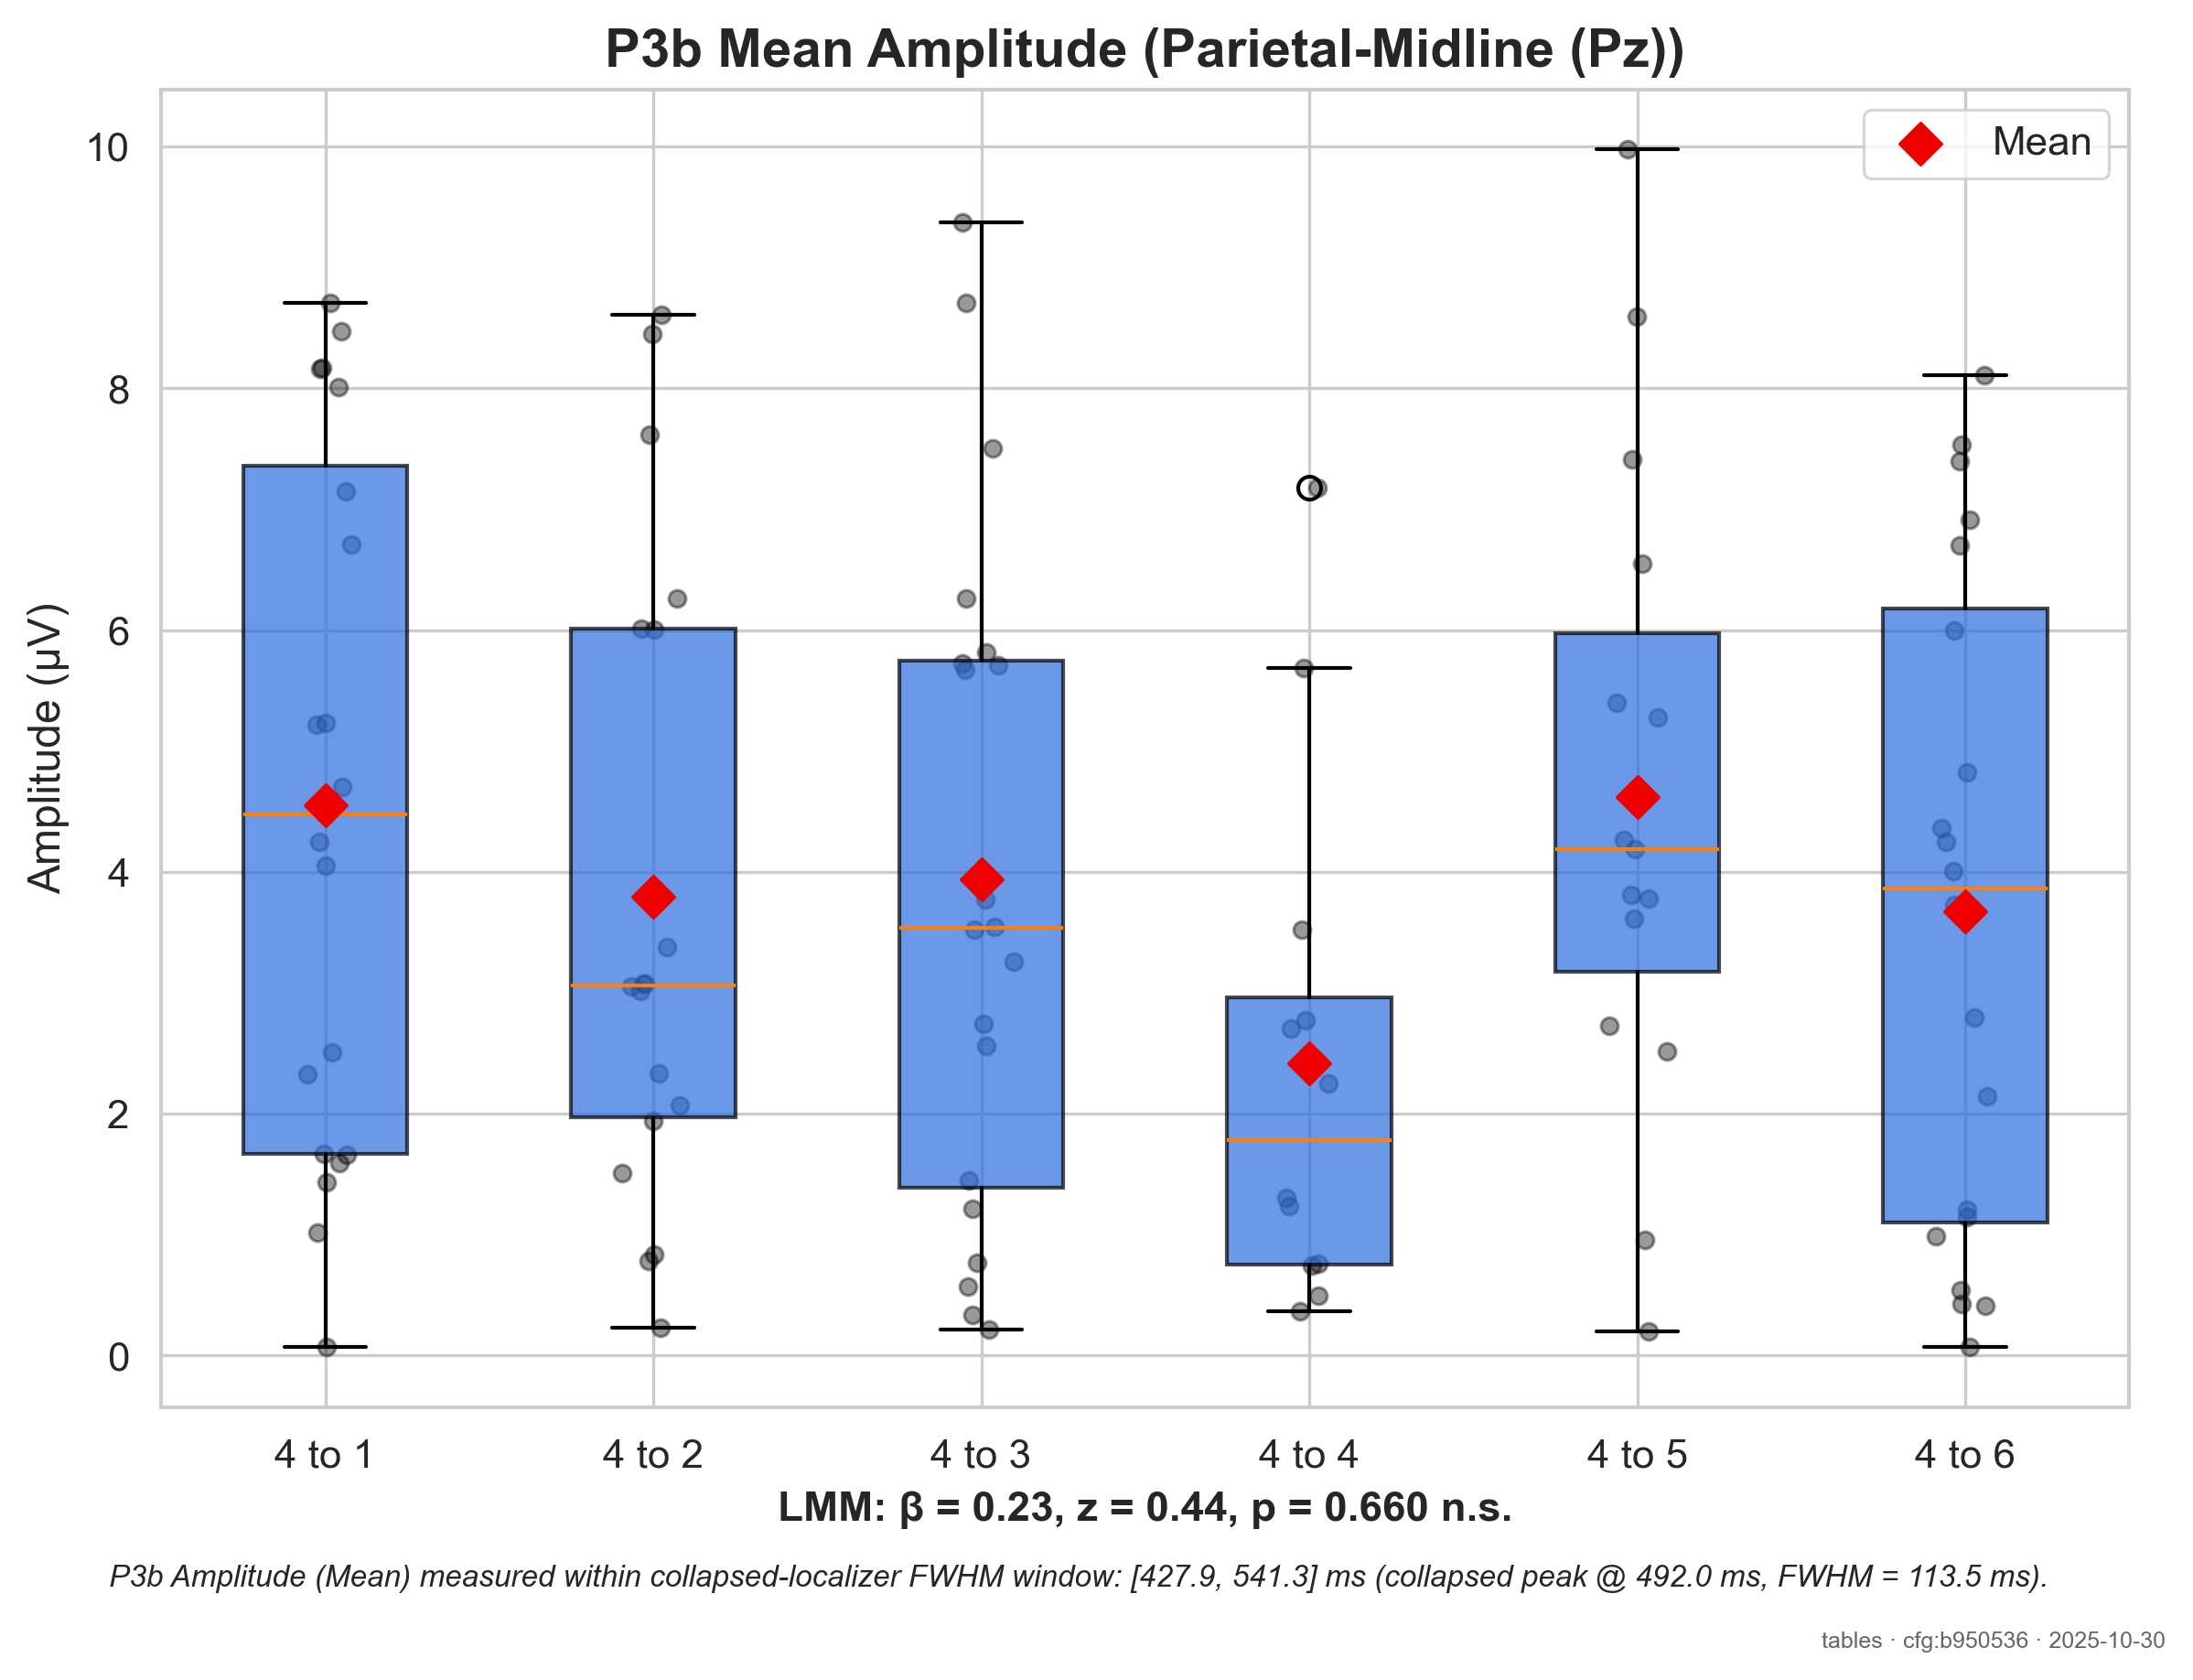 P3b Mean Amplitude (Parietal-Midline (Pz))
Mean
Amplitude (µV)
10
8
6
4
2
0
4 to 1
4 to 2
4 to 3
4 to 4
4 to 5
4 to 6
LMM: β = 0.23, z = 0.44, p = 0.660 n.s.
P3b Amplitude (Mean) measured within collapsed-localizer FWHM window: [427.9, 541.3] ms (collapsed peak @ 492.0 ms, FWHM = 113.5 ms).
tables · cfg:b950536 · 2025-10-30